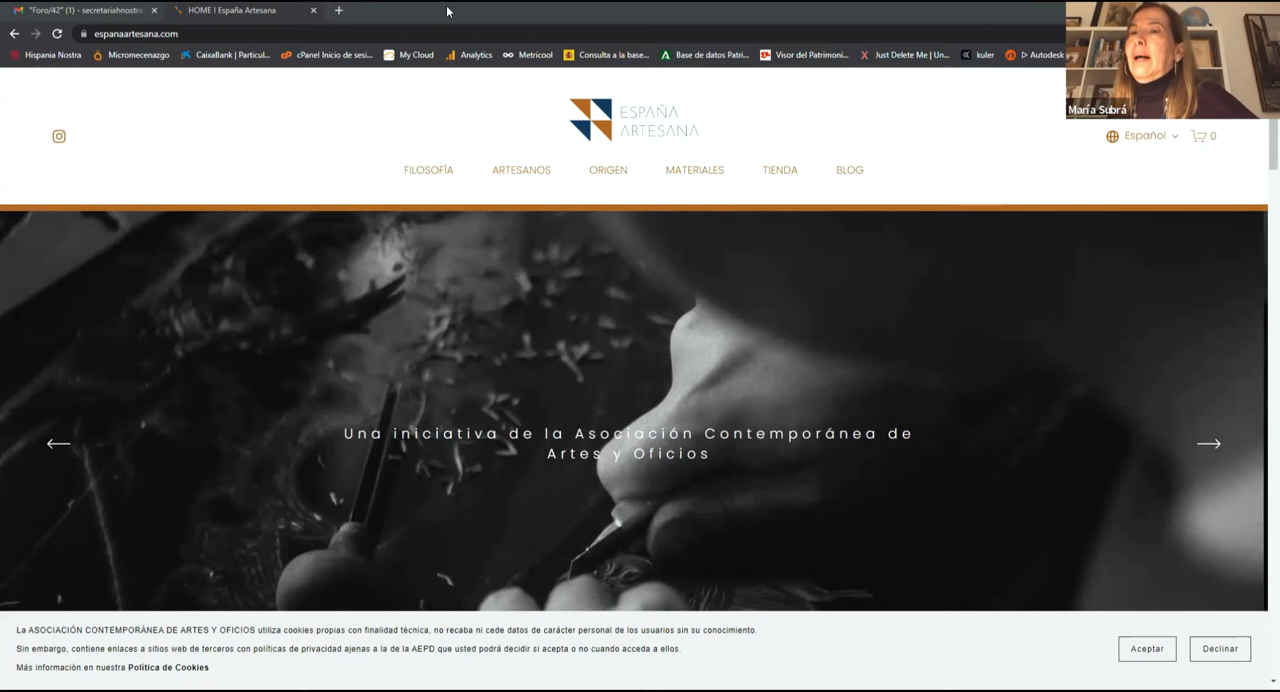 "Foro/42" (1) - secretariahnostra
HOME | España Artesana
espanaartesana.com
Hispania Nostra
Micromecenazgo
CaixaBank | Particul...
cPanel Inicio de sesi...
My Cloud
Analytics
Metricool
Consulta a la base...
Base de datos Patri...
Visor del Patrimoni...
Just Delete Me | Un...
kuler
Autodesk
María Subrá
ESPAÑA
ARTESANA
Español
0
FILOSOFÍA
ARTESANOS
ORIGEN
MATERIALES
TIENDA
BLOG
Una iniciativa de la Asociación Contemporánea de
Artes y Oficios
La ASOCIACIÓN CONTEMPORÁNEA DE ARTES Y OFICIOS utiliza cookies propias con finalidad técnica, no recaba ni cede datos de carácter personal de los usuarios sin su conocimiento.
Sin embargo, contiene enlaces a sitios web de terceros con políticas de privacidad ajenas a la de la AEPD que usted podrá decidir si acepta o no cuando acceda a ellos.
Más información en nuestra Política de Cookies
Aceptar
Declinar